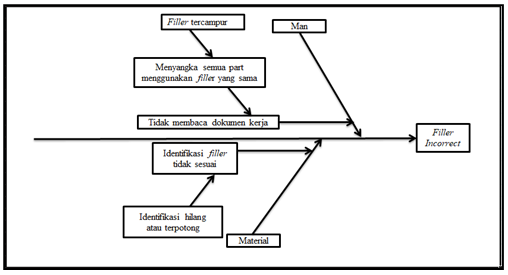 Filler tercampur
Man
Menyangka semua part
menggunakan filler yang sama
Tidak membaca dokumen kerja
Filler
Incorrect
Identifikasi filler
tidak sesuai
Identifikasi hilang
atau terpotong
Material